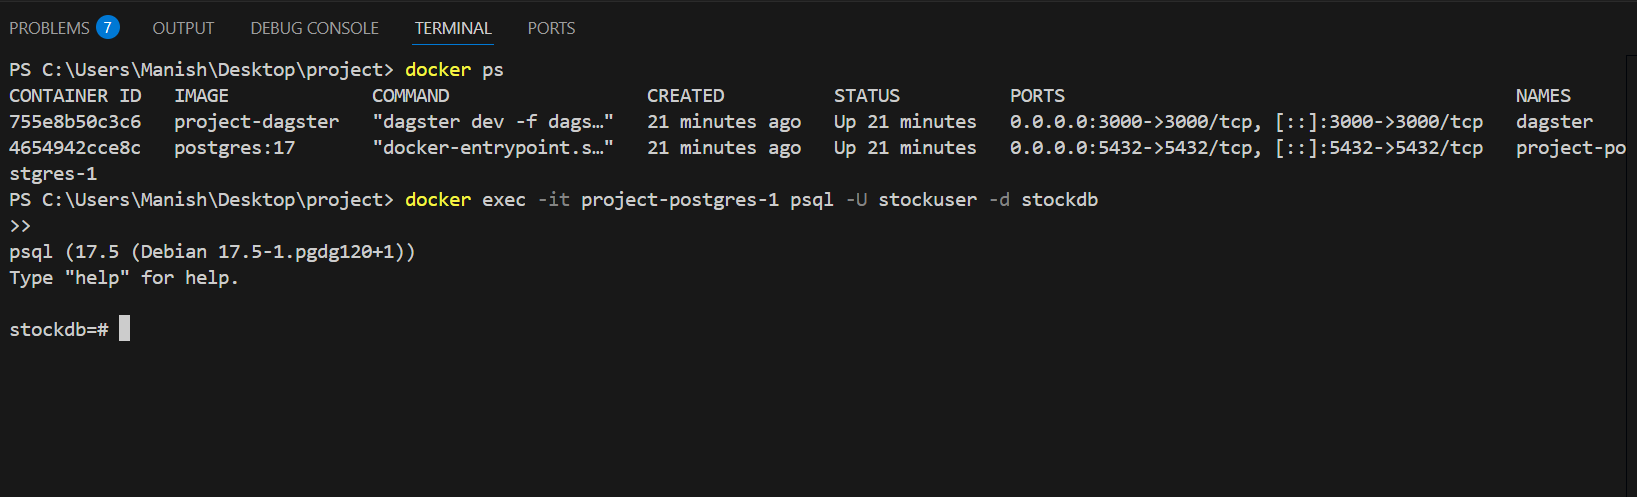 PROBLEMS 7 OUTPUT DEBUG CONSOLE TERMINAL PORTS
PS C:\Users\Manish\Desktop\project> docker ps
CONTAINER ID   IMAGE             COMMAND                  CREATED          STATUS          PORTS                                         NAMES
755e8b50c3c6   project-dagster   "dagster dev -f dags…"   21 minutes ago   Up 21 minutes   0.0.0.0:3000->3000/tcp, [::]:3000->3000/tcp   dagster
4654942cce8c   postgres:17       "docker-entrypoint.s…"   21 minutes ago   Up 21 minutes   0.0.0.0:5432->5432/tcp, [::]:5432->5432/tcp   project-po
stgres-1
PS C:\Users\Manish\Desktop\project> docker exec -it project-postgres-1 psql -U stockuser -d stockdb
>>
psql (17.5 (Debian 17.5-1.pgdg120+1))
Type "help" for help.
stockdb=#